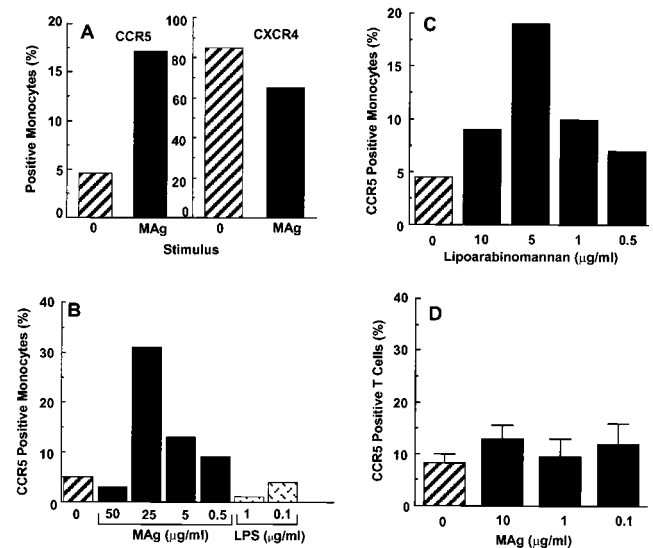 A
CCR5
CXCR4
Positive Monocytes (%)
20
15
10
5
0
100
80
60
40
20
0
0 MAg 0 MAg
Stimulus
C
CCR5 Positive Monocytes (%)
20
15
10
5
0
0 10 5 1 0.5
Lipoarabinomannan (μg/ml)
B
CCR5 Positive Monocytes (%)
40
30
20
10
0
0 50 25 5 0.5 1 0.1
MAg (μg/ml) LPS (μg/ml)
D
CCR5 Positive T Cells (%)
40
30
20
10
0
0 10 1 0.1
MAg (μg/ml)